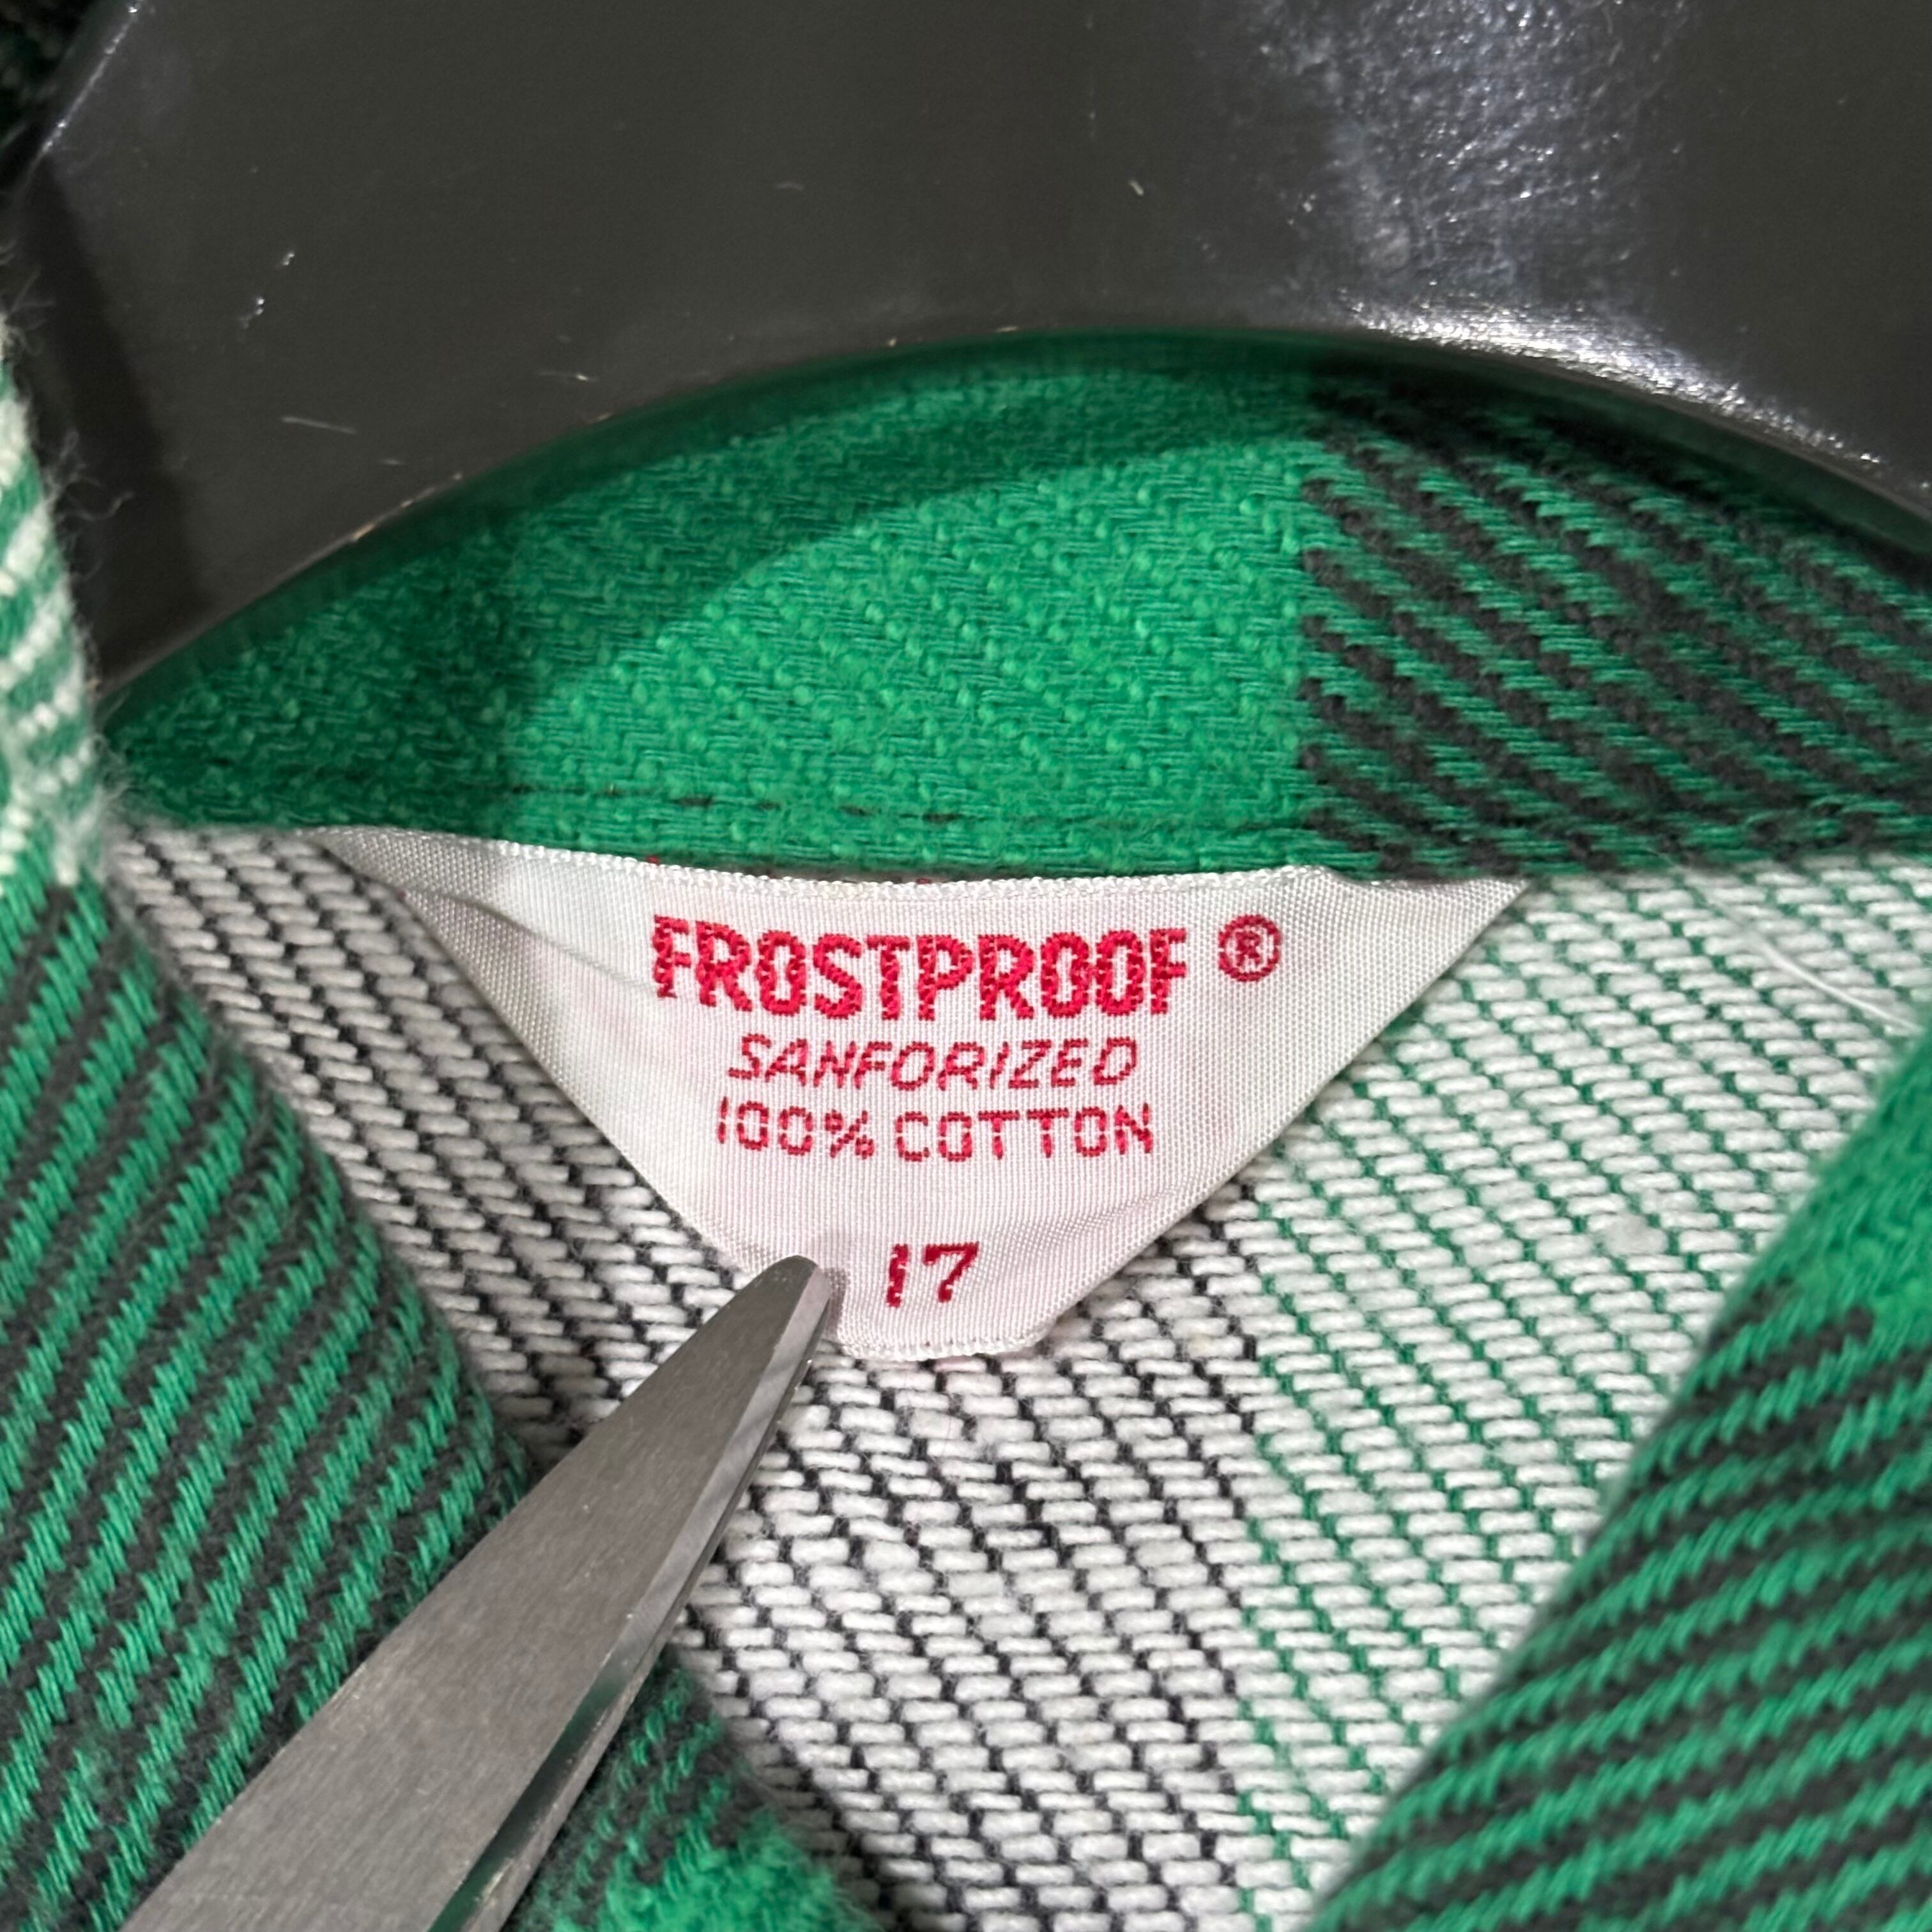 FROSTPROOF ®
SANFORIZED
100% COTTON
17